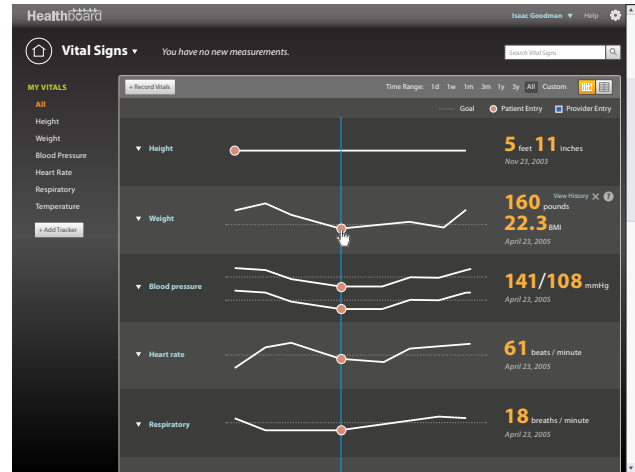 Healthboard
Isaac Goodman ▼ Help
Vital Signs ▾
You have no new measurements.
Search Vital Signs
MY VITALS
All
Height
Weight
Blood Pressure
Heart Rate
Respiratory
Temperature
+ Add Tracker
+ Record Vitals
Time Range: 1d 1w 1m 3m 1y 3y All Custom
Goal Patient Entry Provider Entry
▼ Height
5 feet 11 inches
Nov 23, 2003
▼ Weight
View History X ?
160 pounds
22.3 BMI
April 23, 2005
▼ Blood pressure
141/108 mmHg
April 23, 2005
▼ Heart rate
61 beats / minute
April 23, 2005
▼ Respiratory
18 breaths / minute
April 23, 2005